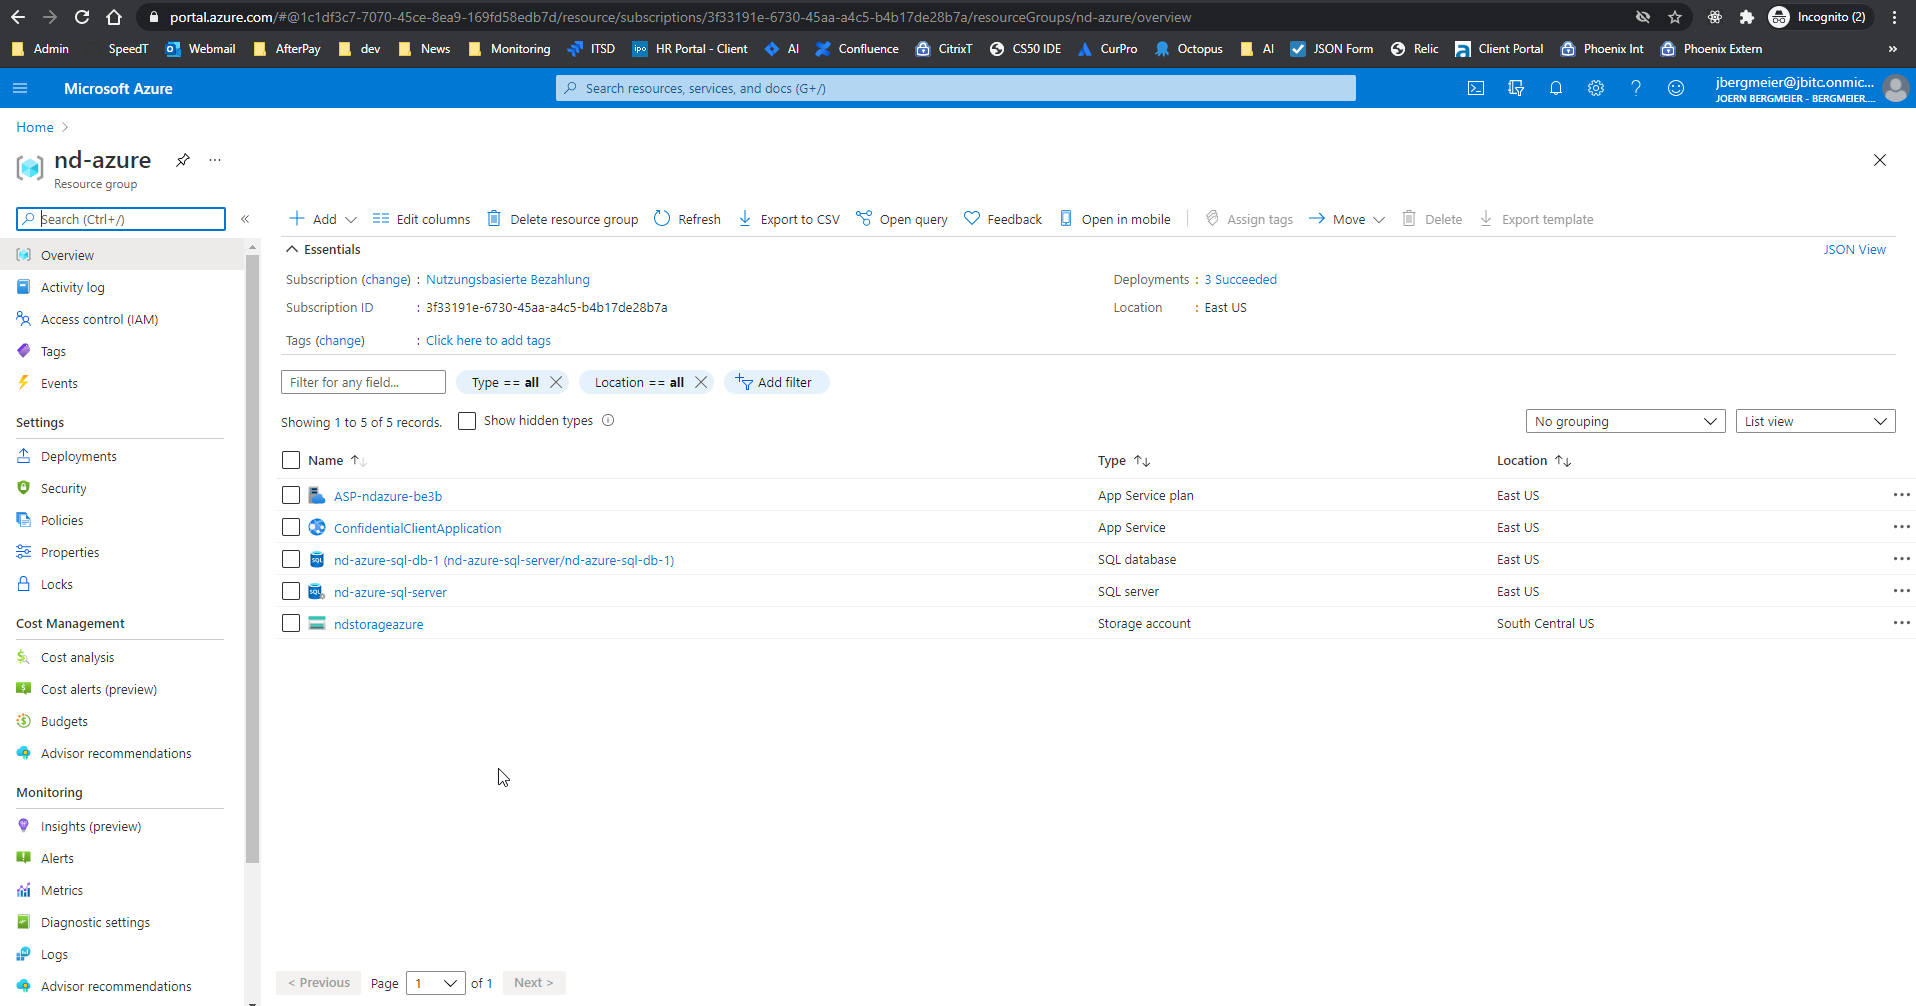 portal.azure.com/#@1c1df3c7-7070-45ce-8ea9-169fd58edb7d/resource/subscriptions/3f33191e-6730-45aa-a4c5-b4b17de28b7a/resourceGroups/nd-azure/overview Incognito (2)
Admin SpeedT Webmail AfterPay dev News Monitoring ITSD ipo HR Portal - Client AI Confluence CitrixT CS50 IDE CurPro Octopus AI JSON Form Relic Client Portal Phoenix Int Phoenix Extern »
Microsoft Azure Search resources, services, and docs (G+/) jbergmeier@jbitc.onmic...
JOERN BERGMEIER - BERGMEIER....
Home >
nd-azure ...
Resource group
Search (Ctrl+/) «
Add Edit columns Delete resource group Refresh Export to CSV Open query Feedback Open in mobile Assign tags Move Delete Export template
Overview
Activity log
Access control (IAM)
Tags
Events
Settings
Deployments
Security
Policies
Properties
Locks
Cost Management
Cost analysis
Cost alerts (preview)
Budgets
Advisor recommendations
Monitoring
Insights (preview)
Alerts
Metrics
Diagnostic settings
Logs
Advisor recommendations
Essentials JSON View
Subscription (change) : Nutzungsbasierte Bezahlung Deployments : 3 Succeeded
Subscription ID : 3f33191e-6730-45aa-a4c5-b4b17de28b7a Location : East US
Tags (change) : Click here to add tags
Filter for any field... Type == all Location == all Add filter
Showing 1 to 5 of 5 records. Show hidden types No grouping List view
Name Type Location
ASP-ndazure-be3b App Service plan East US ...
ConfidentialClientApplication App Service East US ...
SQL nd-azure-sql-db-1 (nd-azure-sql-server/nd-azure-sql-db-1) SQL database East US ...
SQL nd-azure-sql-server SQL server East US ...
ndstorageazure Storage account South Central US ...
< Previous Page 1 of 1 Next >